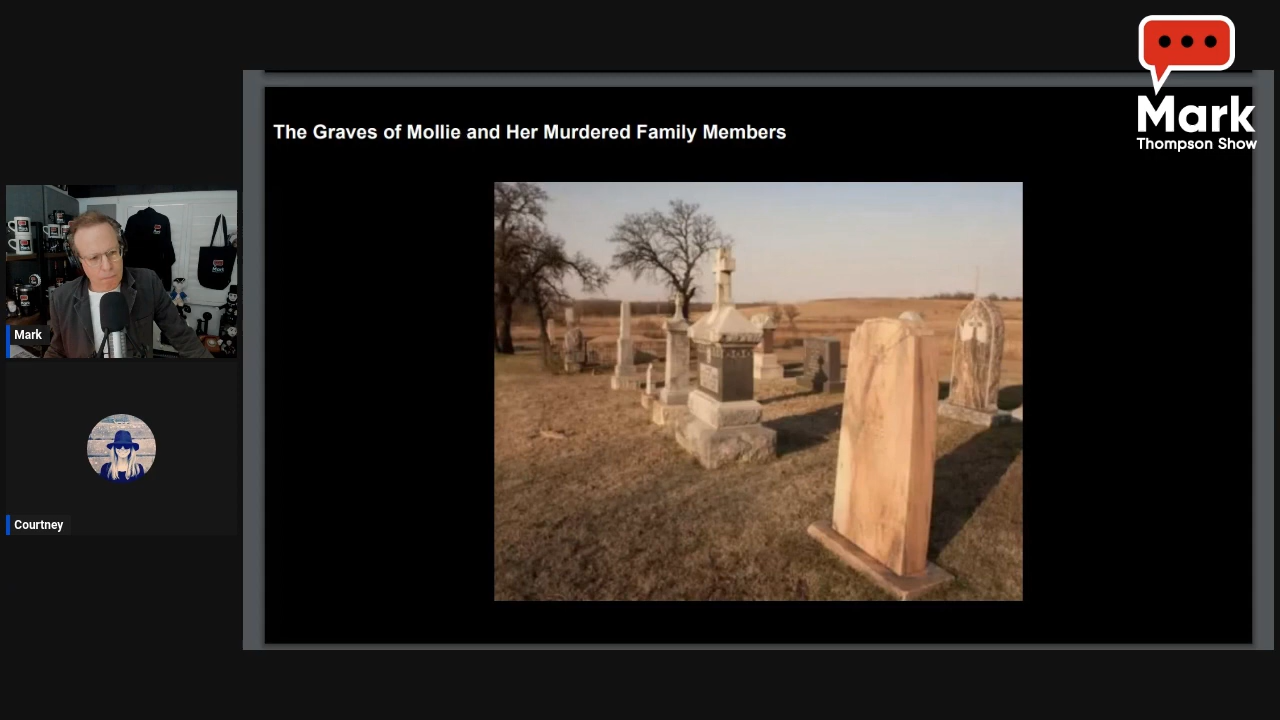 Mark
Thompson Show
The Graves of Mollie and Her Murdered Family Members
Mark
Courtney